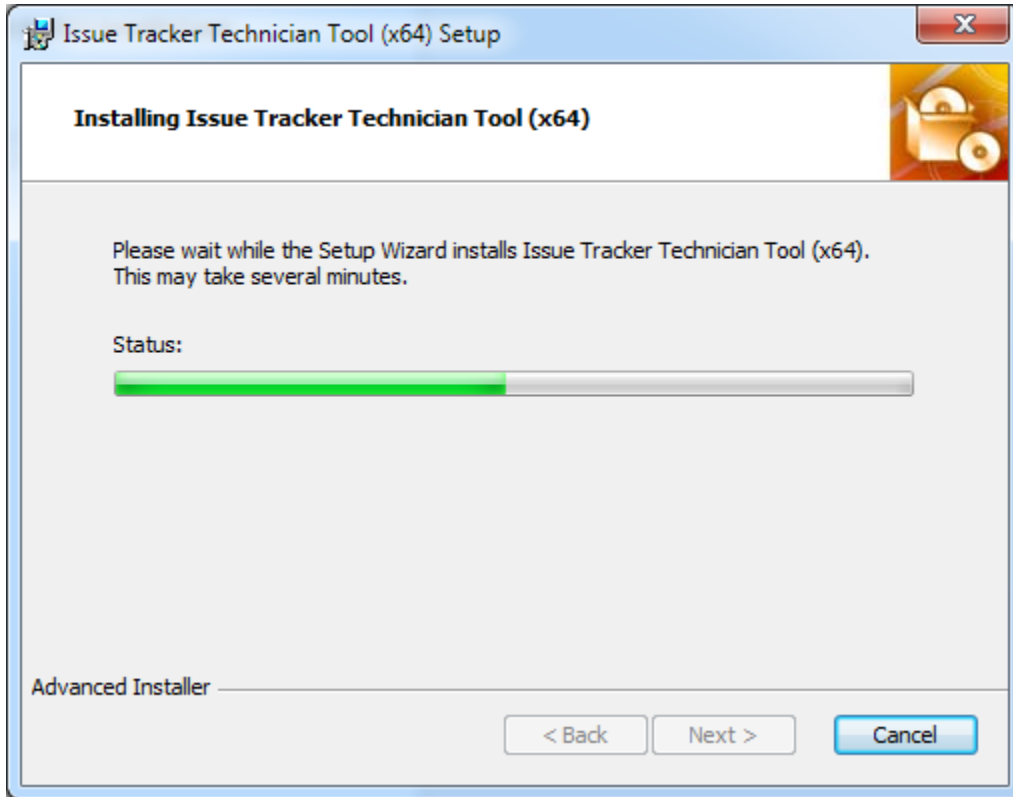 Issue Tracker Technician Tool (x64) Setup
Installing Issue Tracker Technician Tool (x64)
Please wait while the Setup Wizard installs Issue Tracker Technician Tool (x64).
This may take several minutes.
Status:
Advanced Installer
< Back
Next >
Cancel